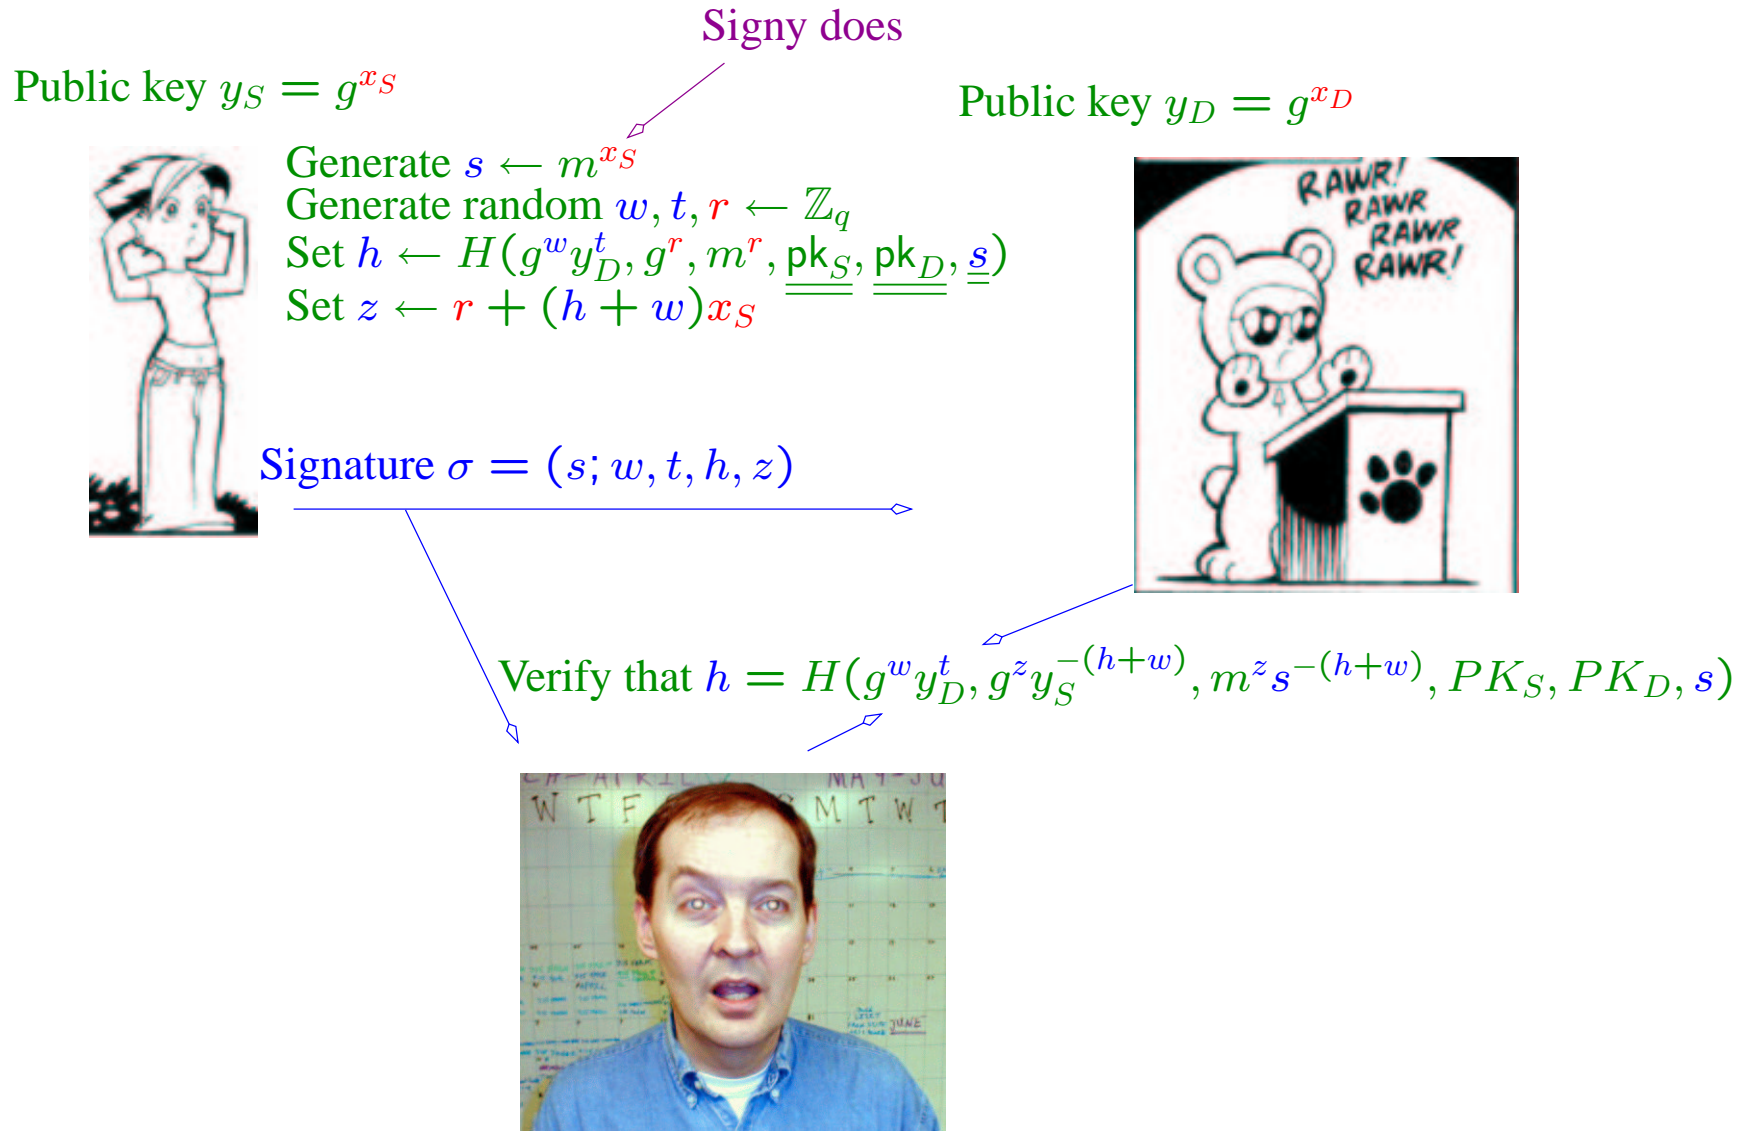 Signy does
Public key y_S = g^{x_S}
Public key y_D = g^{x_D}
Generate s ← m^{x_S}
Generate random w, t, r ← ℤ_q
Set h ← H(g^w y_D^t, g^r, m^r, pk_S, pk_D, s)
Set z ← r + (h + w)x_S
RAWR!
RAWR
RAWR
RAWR!
Signature σ = (s; w, t, h, z)
Verify that h = H(g^w y_D^t, g^z y_S^{-(h+w)}, m^z s^{-(h+w)}, PK_S, PK_D, s)
W T F M T W T
JUNE